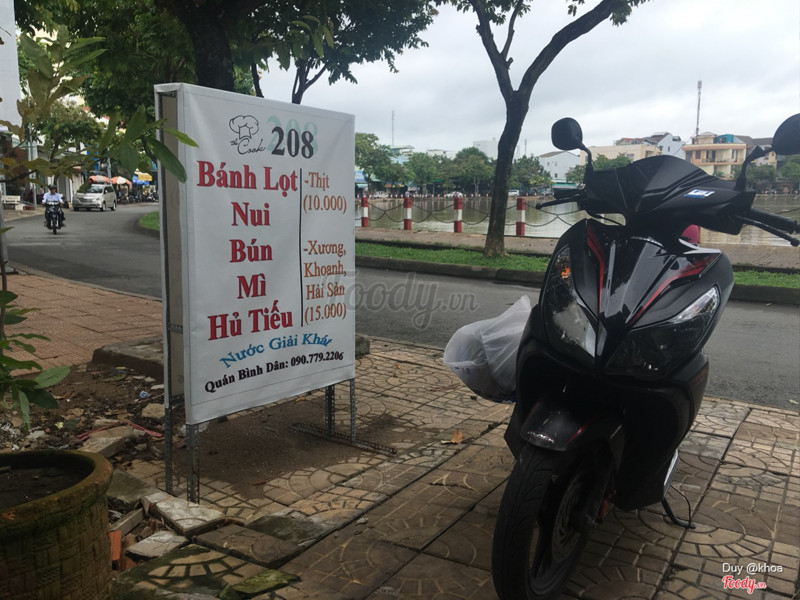 The Cook 208
Bánh Lọt
Nui
Bún
Mì
Hủ Tiếu
-Thịt
(10.000)
-Xương,
Khoanh,
Hải Sản
(15.000)
Nước Giải Khát
Quán Bình Dân: 090.779.2206
Foody.vn
Duy @khoa
Foody.vn